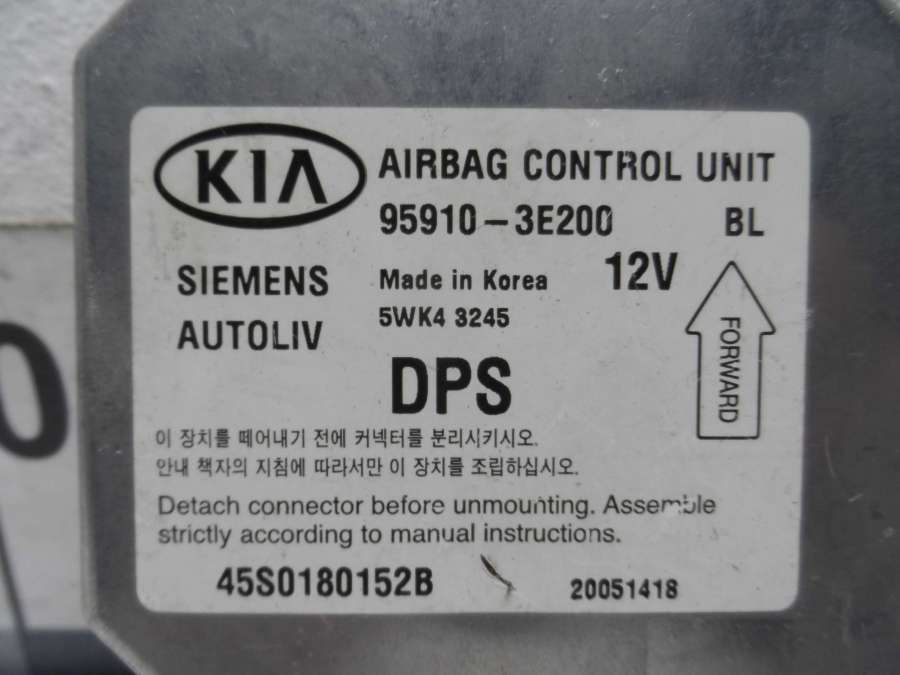 KIA
AIRBAG CONTROL UNIT
95910-3E200 BL
SIEMENS
AUTOLIV
Made in Korea
5WK4 3245
12V
FORWARD
DPS
이 장치를 떼어내기 전에 커넥터를 분리시키시오.
안내 책자의 지침에 따라서만 이 장치를 조립하십시오.
Detach connector before unmounting. Assemble
strictly according to manual instructions.
45S0180152B
20051418
0